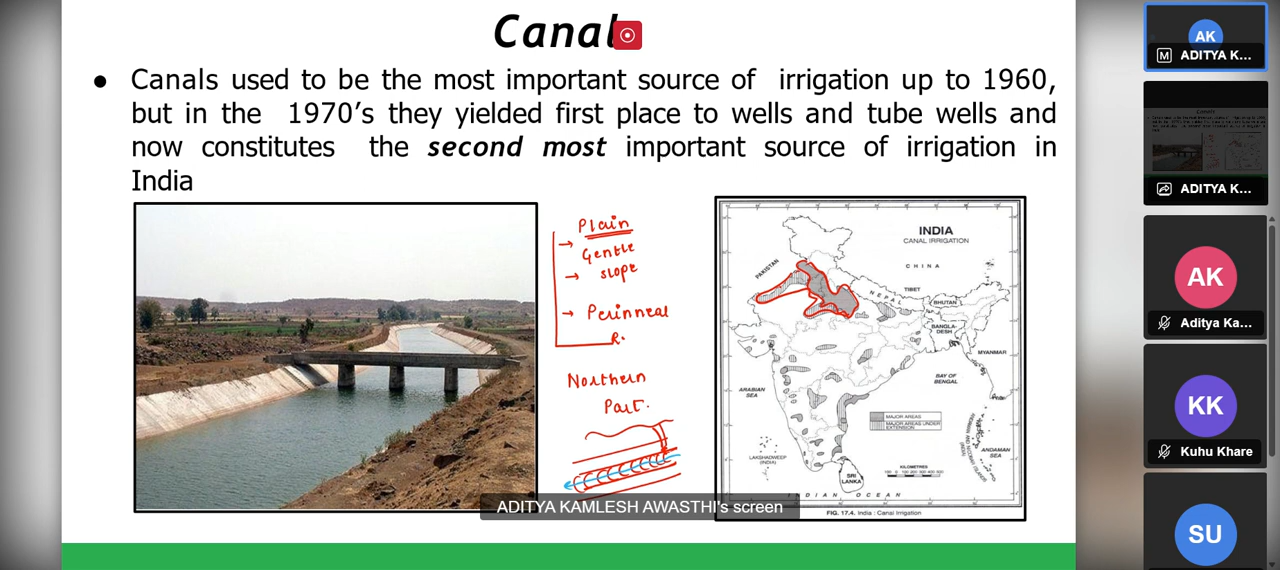 Canal
• Canals used to be the most important source of irrigation up to 1960,
but in the 1970's they yielded first place to wells and tube wells and
now constitutes the second most important source of irrigation in
India
Plain
→ Gentle
→ slope
→ Perinneal
R.
Northern
Part.
INDIA
CANAL IRRIGATION
PAKISTAN
CHINA
TIBET
NEPAL
BHUTAN
BANGLA-
DESH
MYANMAR
ARABIAN
SEA
BAY OF
BENGAL
MAJOR AREAS
MAJOR AREAS UNDER
EXTENSION
LAKSHADWEEP
(INDIA)
ANDAMAN
SEA
KILOMETRES
SRI
LANKA
INDIAN OCEAN
FIG. 17.4. India : Canal Irrigation
ADITYA KAMLESH AWASTHI's screen
AK
M ADITYA K...
ADITYA K...
AK
Aditya Ka...
KK
Kuhu Khare
SU